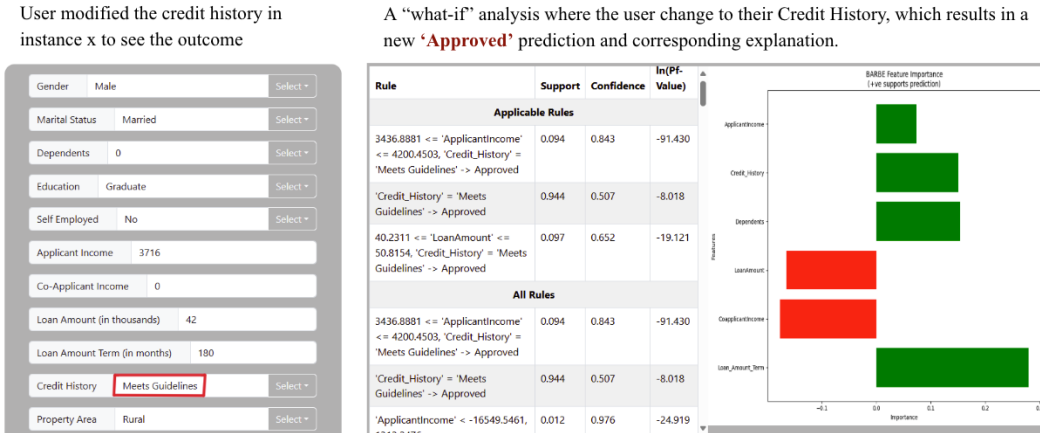 User modified the credit history in
instance x to see the outcome
A “what-if” analysis where the user change to their Credit History, which results in a
new ‘Approved’ prediction and corresponding explanation.
Gender Male Select
Marital Status Married Select
Dependents 0 Select
Education Graduate Select
Self Employed No Select
Applicant Income 3716
Co-Applicant Income 0
Loan Amount (in thousands) 42
Loan Amount Term (in months) 180
Credit History Meets Guidelines Select
Property Area Rural Select
Rule Support Confidence ln(Pf-
Value)
Applicable Rules
3436.8881 <= 'ApplicantIncome' 0.094 0.843 -91.430
<= 4200.4503, 'Credit_History' =
'Meets Guidelines' -> Approved
'Credit_History' = 'Meets 0.944 0.507 -8.018
Guidelines' -> Approved
40.2311 <= 'LoanAmount' <= 0.097 0.652 -19.121
50.8154, 'Credit_History' = 'Meets
Guidelines' -> Approved
All Rules
3436.8881 <= 'ApplicantIncome' 0.094 0.843 -91.430
<= 4200.4503, 'Credit_History' =
'Meets Guidelines' -> Approved
'Credit_History' = 'Meets 0.944 0.507 -8.018
Guidelines' -> Approved
'ApplicantIncome' < -16549.5461, 0.012 0.976 -24.919
BARBE Feature Importance
(+ve supports prediction)
ApplicantIncome
Credit_History
Dependents
LoanAmount
CoapplicantIncome
Loan_Amount_Term
-0.1 0.0 0.1 0.2
Importance